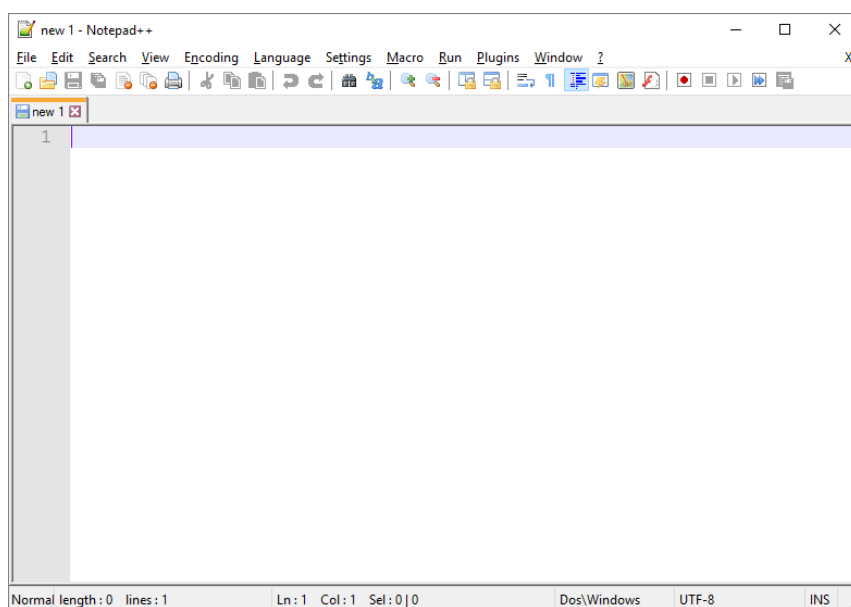 new 1 - Notepad++
File Edit Search View Encoding Language Settings Macro Run Plugins Window ? X
new 1
1
Normal length : 0 lines : 1 Ln : 1 Col : 1 Sel : 0 | 0 Dos\Windows UTF-8 INS